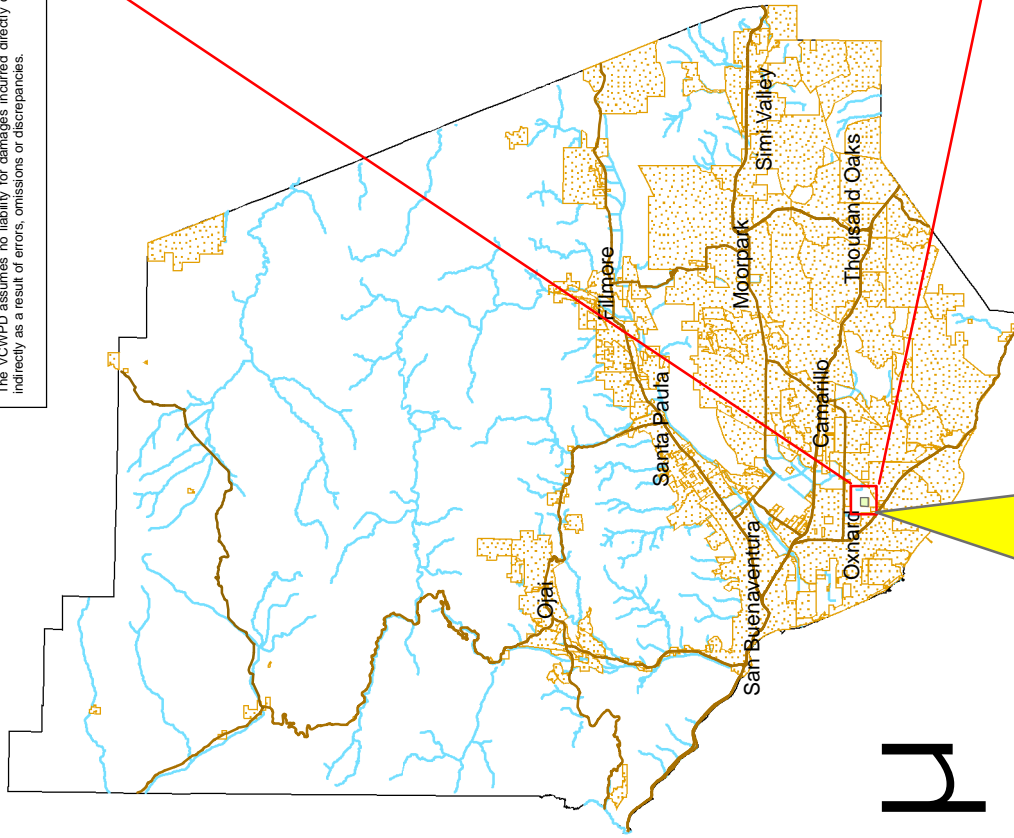 The VCWPD assumes no liability for damages incurred directly
indirectly as a result of errors, omissions or discrepancies.
Ojai
San Buenaventura
Oxnard
Santa Paula
Camarillo
Fillmore
Moorpark
Thousand Oaks
Simi Valley
µ